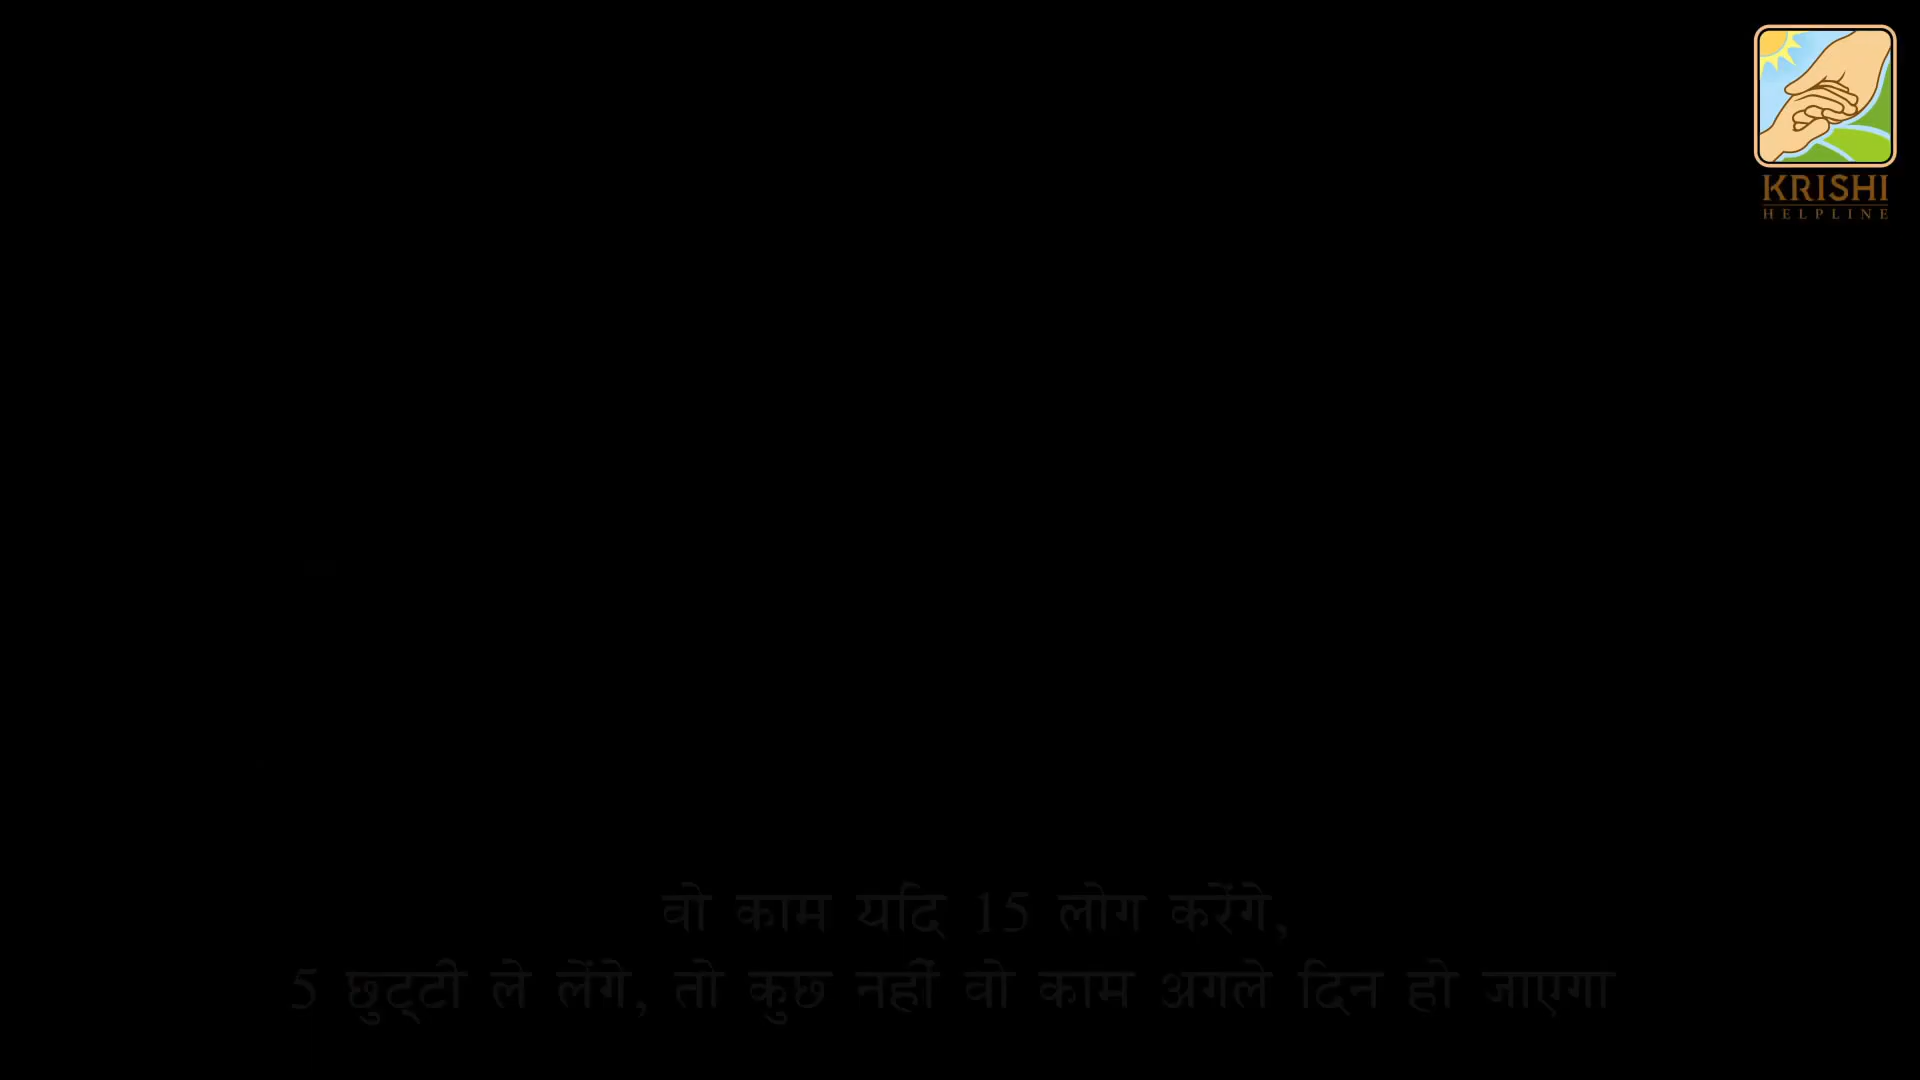 KRISHI
HELPLINE
वो काम यदि 15 लोग करेंगे,
5 छुट्टी ले लेंगे, तो कुछ नहीं वो काम अगले दिन हो जाएगा